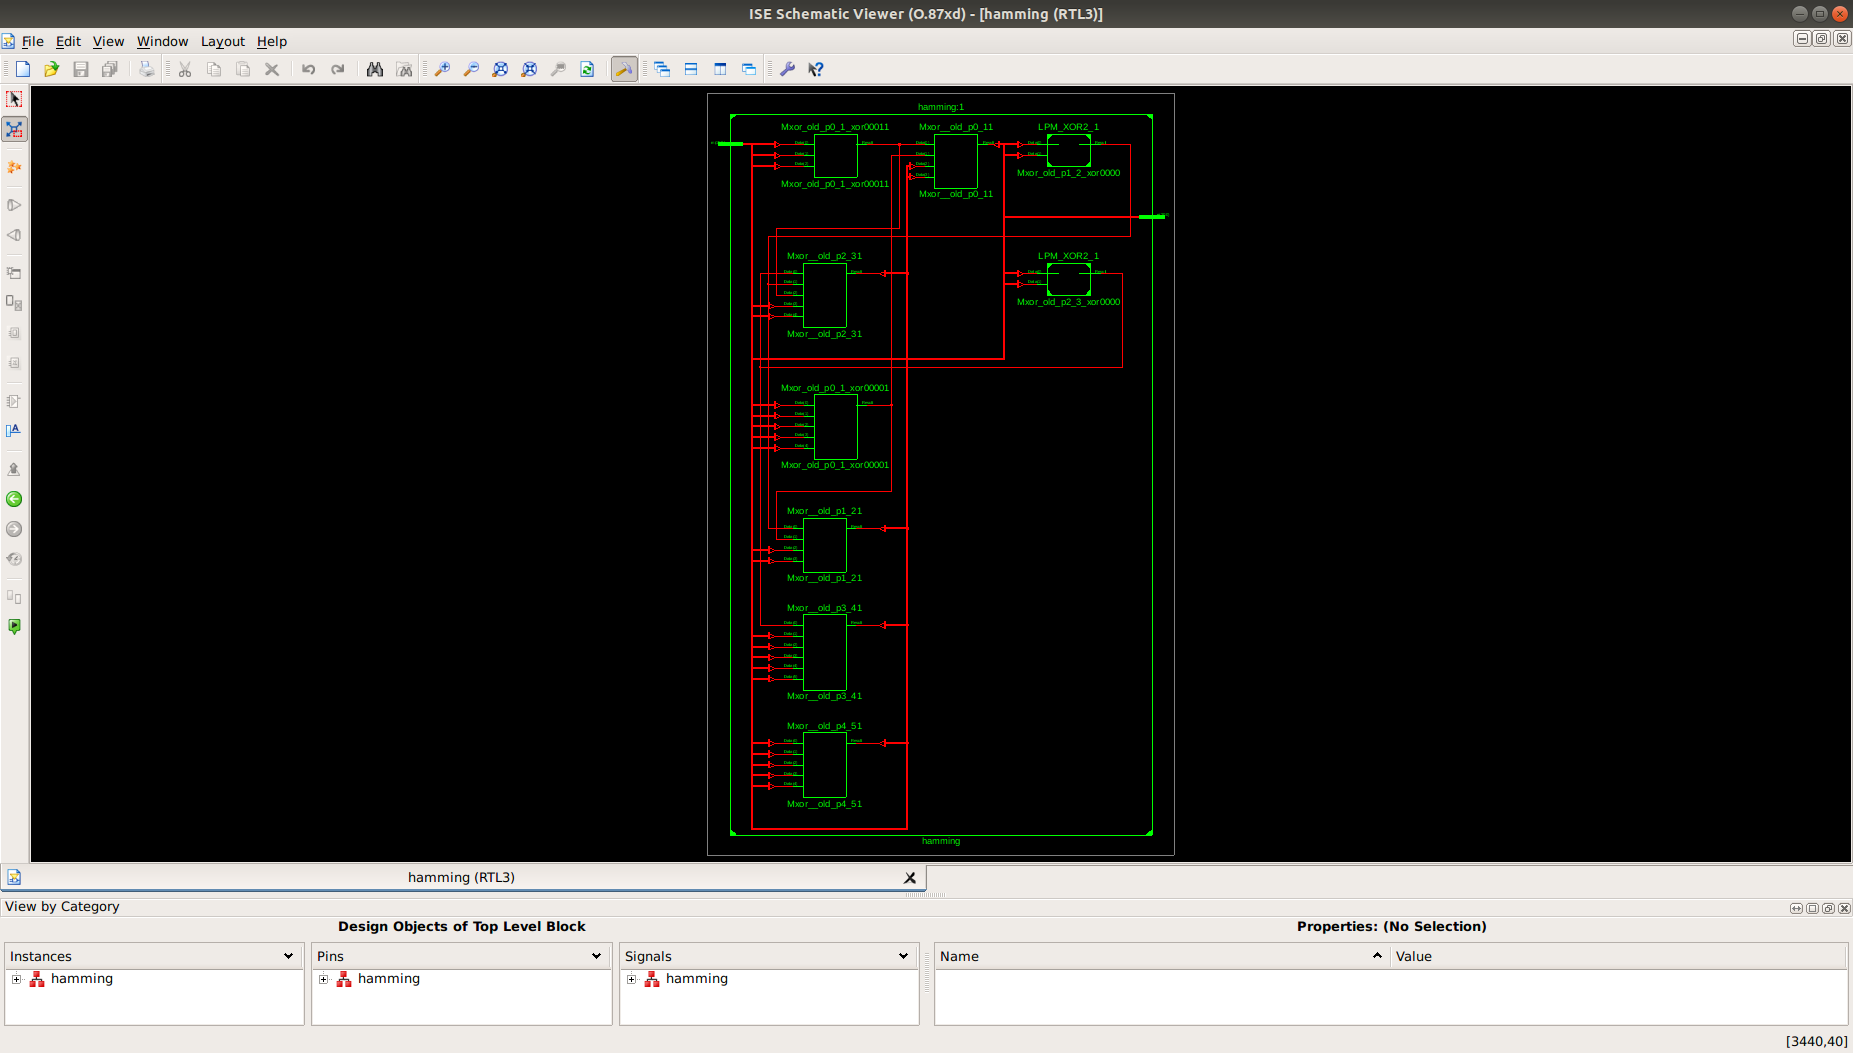 ISE Schematic Viewer (O.87xd) - [hamming (RTL3)]
File Edit View Window Layout Help
hamming:1
Mxor_old_p0_1_xor00011
Mxor__old_p0_11
LPM_XOR2_1
Mxor_old_p0_1_xor00011
Mxor__old_p0_11
Mxor_old_p1_2_xor0000
Mxor__old_p2_31
LPM_XOR2_1
Mxor__old_p2_31
Mxor_old_p2_3_xor0000
Mxor_old_p0_1_xor00001
Mxor_old_p0_1_xor00001
Mxor__old_p1_21
Mxor__old_p1_21
Mxor__old_p3_41
Mxor__old_p3_41
Mxor__old_p4_51
Mxor__old_p4_51
hamming
hamming (RTL3)
View by Category
Design Objects of Top Level Block
Properties: (No Selection)
Instances
Pins
Signals
Name
Value
hamming
hamming
hamming
[3440,40]